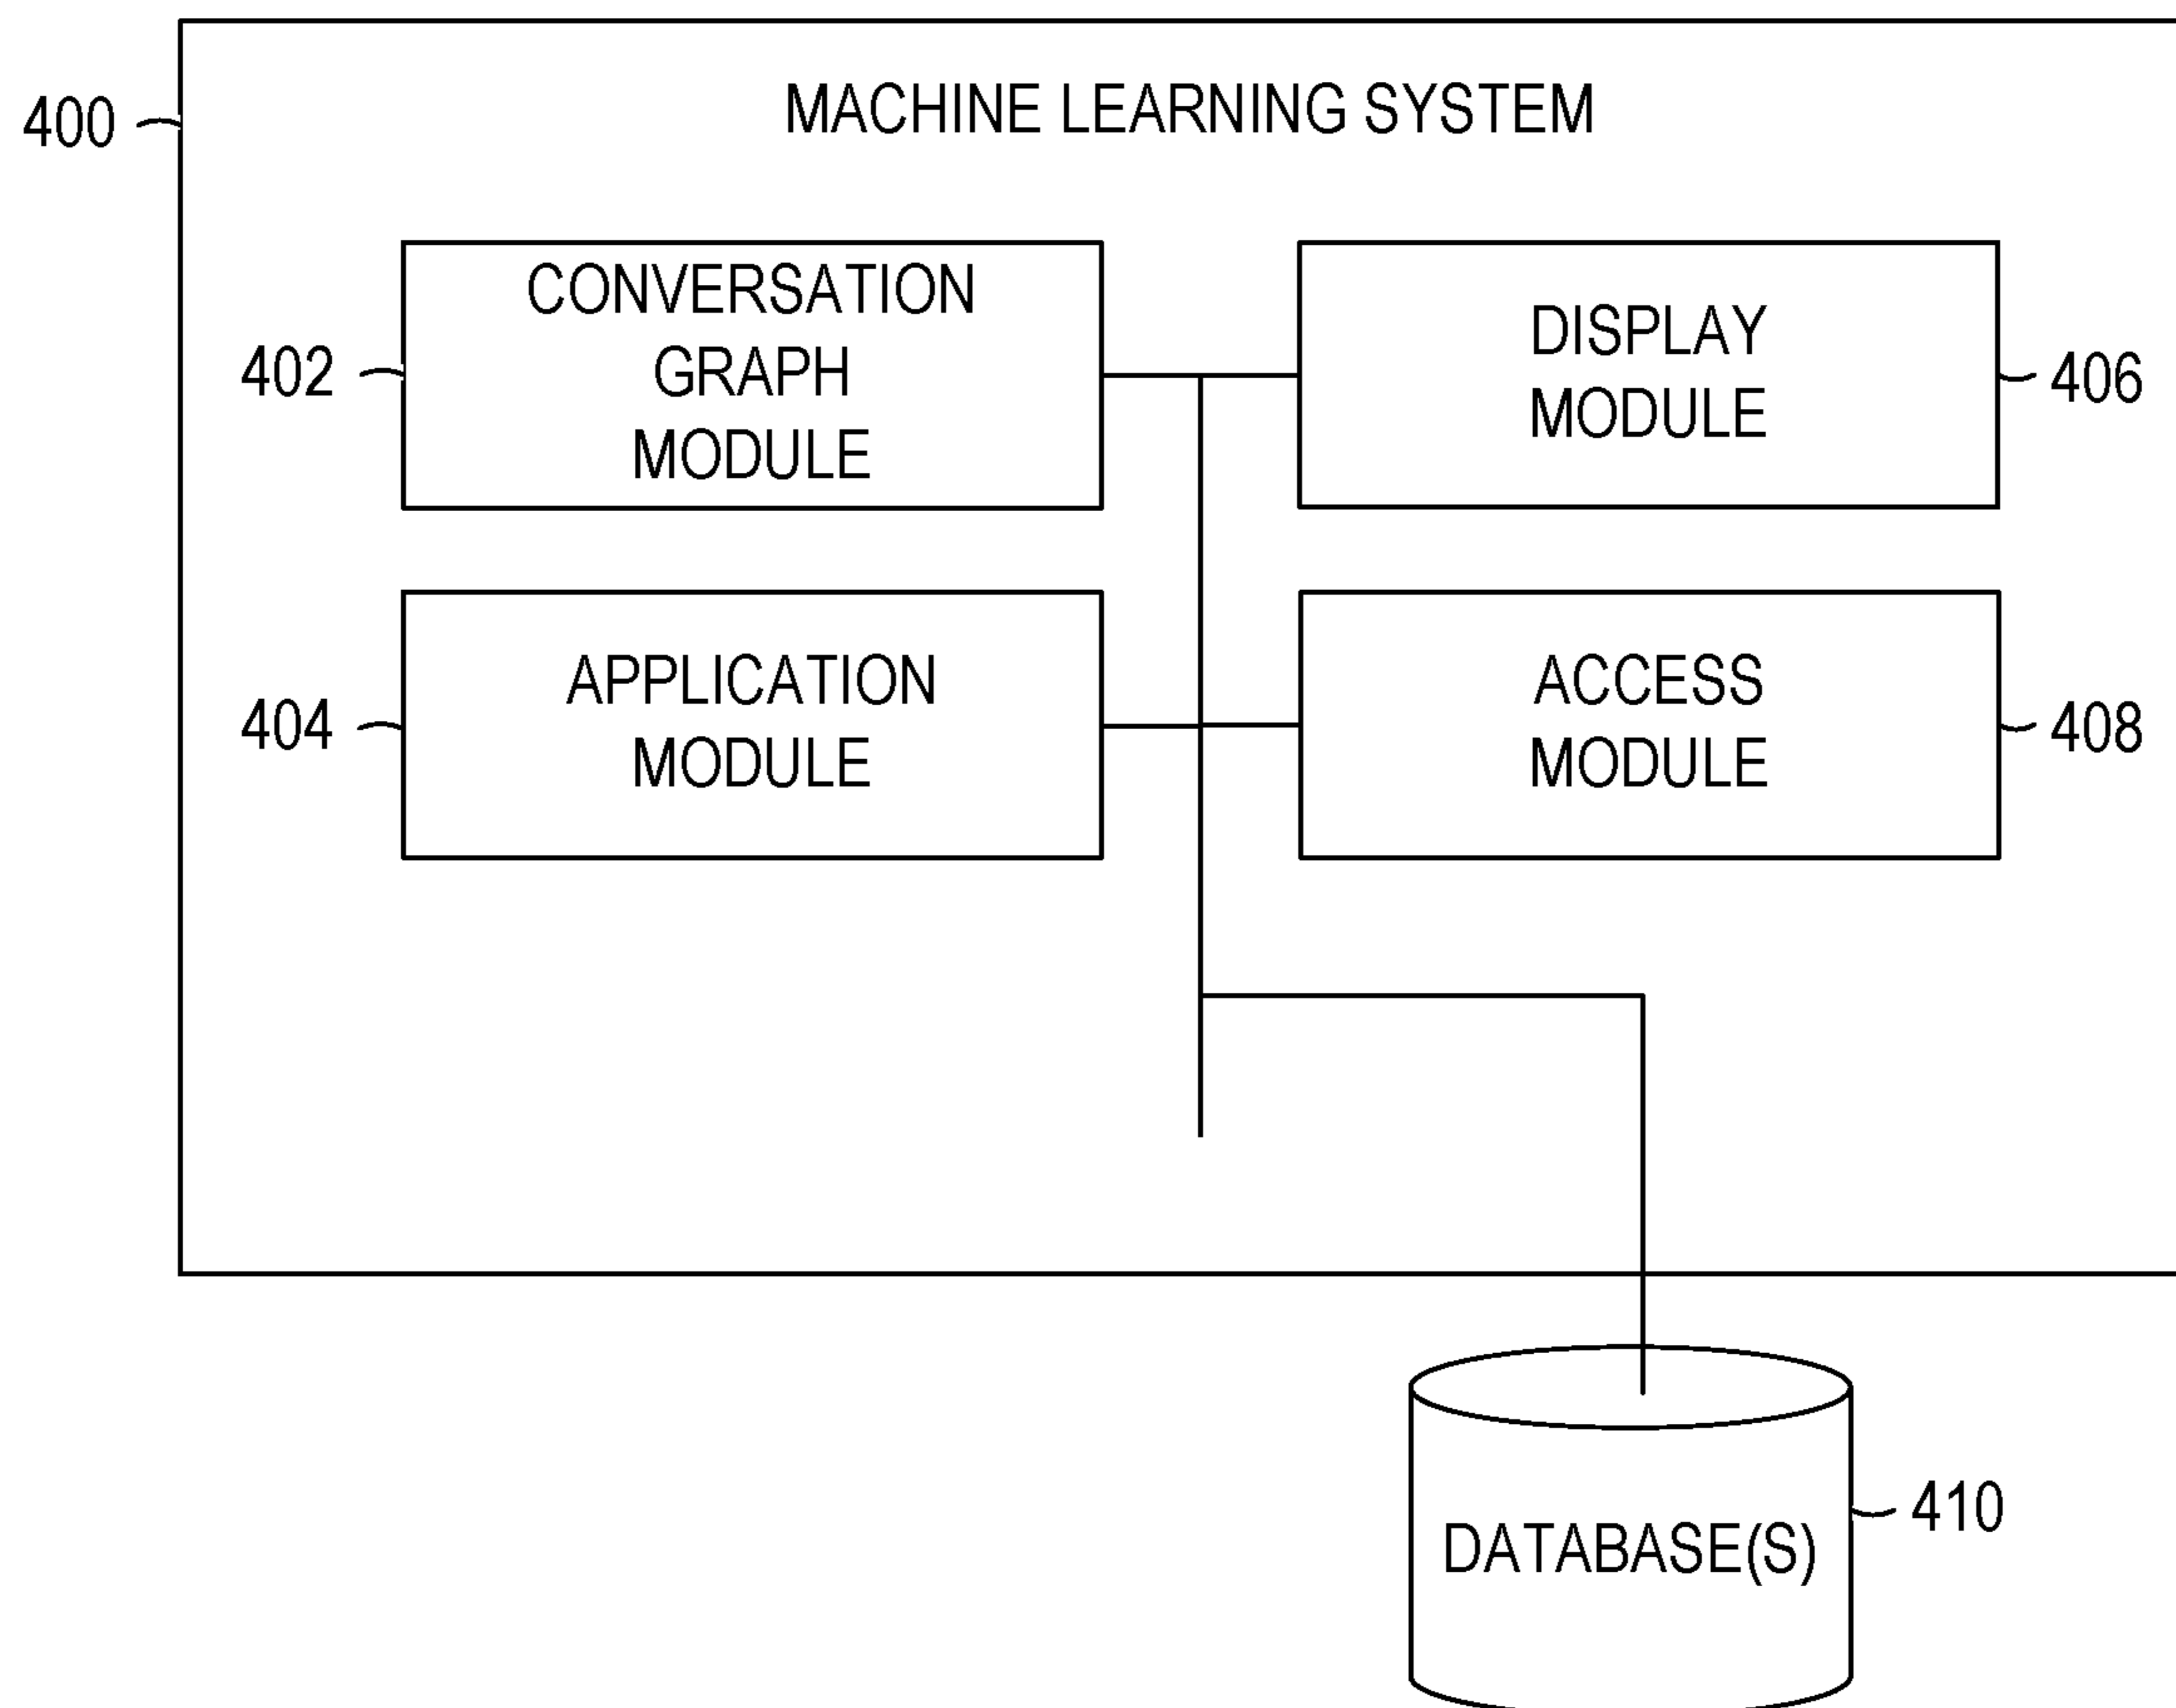 400
MACHINE LEARNING SYSTEM
402
CONVERSATION
GRAPH
MODULE
DISPLAY
MODULE
406
404
APPLICATION
MODULE
ACCESS
MODULE
408
DATABASE(S)
410